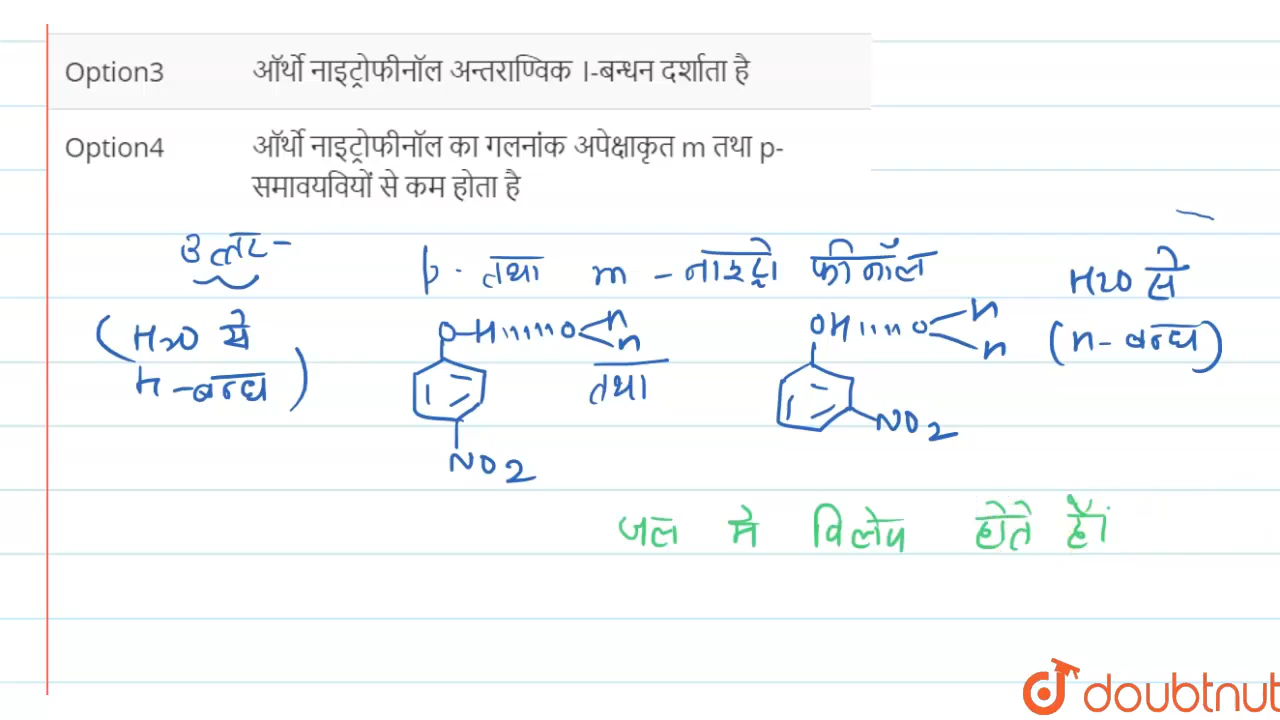 Option3 ऑर्थो नाइट्रोफीनॉल अन्तराण्विक ।-बन्धन दर्शाता है
Option4 ऑर्थो नाइट्रोफीनॉल का गलनांक अपेक्षाकृत m तथा p-
समावयवियों से कम होता है
उत्तर -
p. तथा m - नाइट्रो फीनॉल
H2O से
(H2O से
H-बन्ध)
O-H O H H
NO2
तथा
OH O H H
NO2
(H-बन्ध)
जल मे विलेय होते हैं।
doubtnut